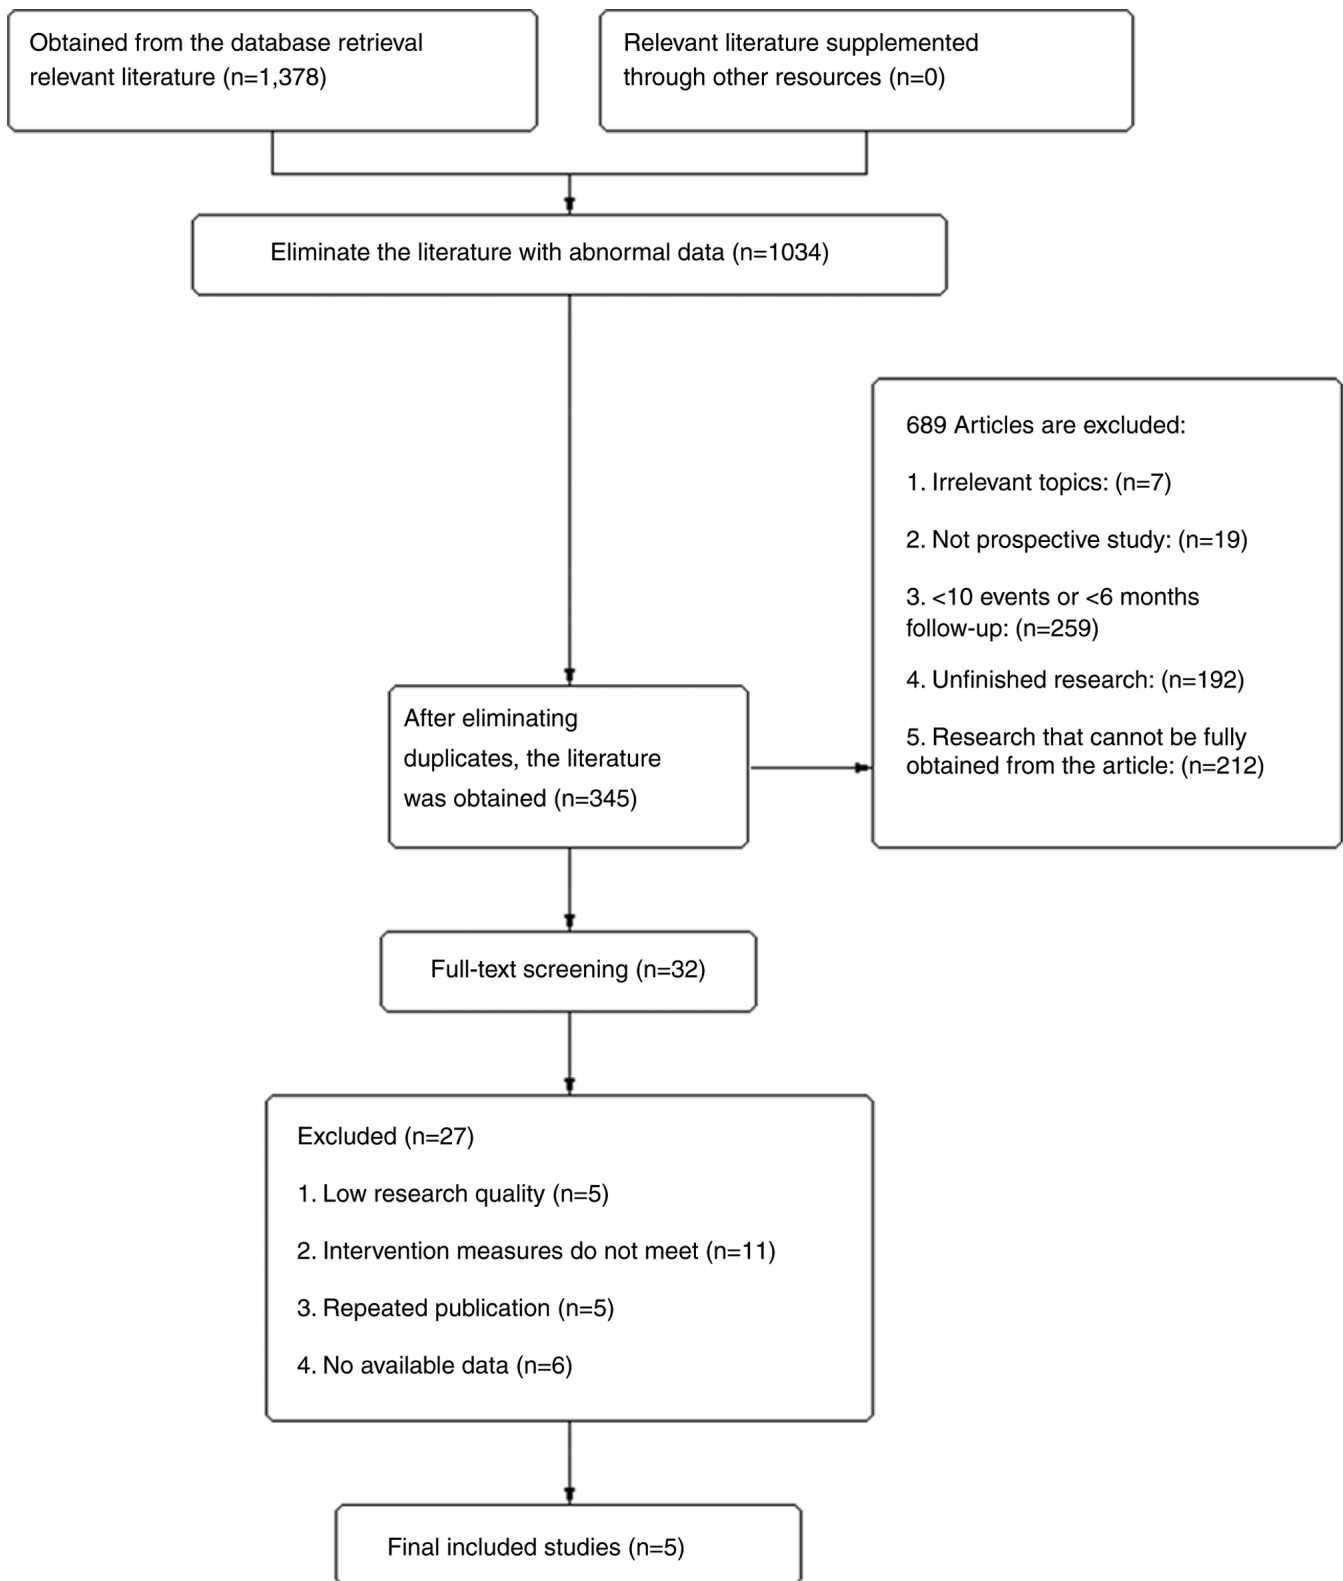 Obtained from the database retrieval
relevant literature (n=1,378)
Relevant literature supplemented
through other resources (n=0)
Eliminate the literature with abnormal data (n=1034)
689 Articles are excluded:
1. Irrelevant topics: (n=7)
2. Not prospective study: (n=19)
3. <10 events or <6 months
follow-up: (n=259)
4. Unfinished research: (n=192)
5. Research that cannot be fully
obtained from the article: (n=212)
After eliminating
duplicates, the literature
was obtained (n=345)
Full-text screening (n=32)
Excluded (n=27)
1. Low research quality (n=5)
2. Intervention measures do not meet (n=11)
3. Repeated publication (n=5)
4. No available data (n=6)
Final included studies (n=5)